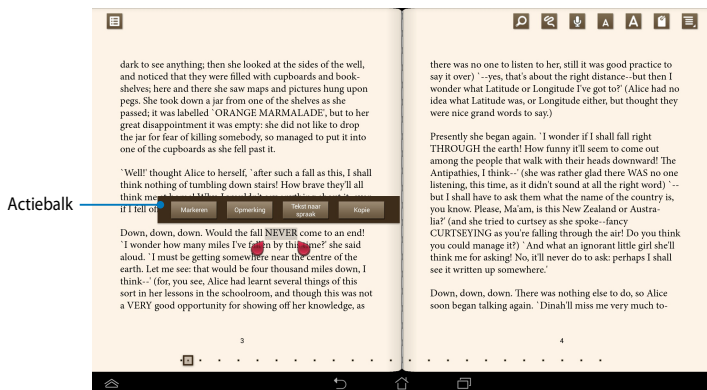 dark to see anything; then she looked at the sides of the well,
and noticed that they were filled with cupboards and book-
shelves; here and there she saw maps and pictures hung upon
pegs. She took down a jar from one of the shelves as she
passed; it was labelled `ORANGE MARMALADE', but to her
great disappointment it was empty: she did not like to drop
the jar for fear of killing somebody, so managed to put it into
one of the cupboards as she fell past it.
`Well!' thought Alice to herself, `after such a fall as this, I shall
think nothing of tumbling down stairs! How brave they'll all
think
if I fell of
Actiebalk
Markeren
Opmerking
Tekst naar
spraak
Kopie
Down, down, down. Would the fall NEVER come to an end!
`I wonder how many miles I've fallen by this time?' she said
aloud. `I must be getting somewhere near the centre of the
earth. Let me see: that would be four thousand miles down, I
think--' (for, you see, Alice had learnt several things of this
sort in her lessons in the schoolroom, and though this was not
a VERY good opportunity for showing off her knowledge, as
3
there was no one to listen to her, still it was good practice to
say it over) `--yes, that's about the right distance--but then I
wonder what Latitude or Longitude I've got to?' (Alice had no
idea what Latitude was, or Longitude either, but thought they
were nice grand words to say.)
Presently she began again. `I wonder if I shall fall right
THROUGH the earth! How funny it'll seem to come out
among the people that walk with their heads downward! The
Antipathies, I think--' (she was rather glad there WAS no one
listening, this time, as it didn't sound at all the right word) `--
but I shall have to ask them what the name of the country is,
you know. Please, Ma'am, is this New Zealand or Austra-
lia?' (and she tried to curtsey as she spoke--fancy
CURTSEYING as you're falling through the air! Do you think
you could manage it?) `And what an ignorant little girl she'll
think me for asking! No, it'll never do to ask: perhaps I shall
see it written up somewhere.'
Down, down, down. There was nothing else to do, so Alice
soon began talking again. `Dinah'll miss me very much to-
4
A
A